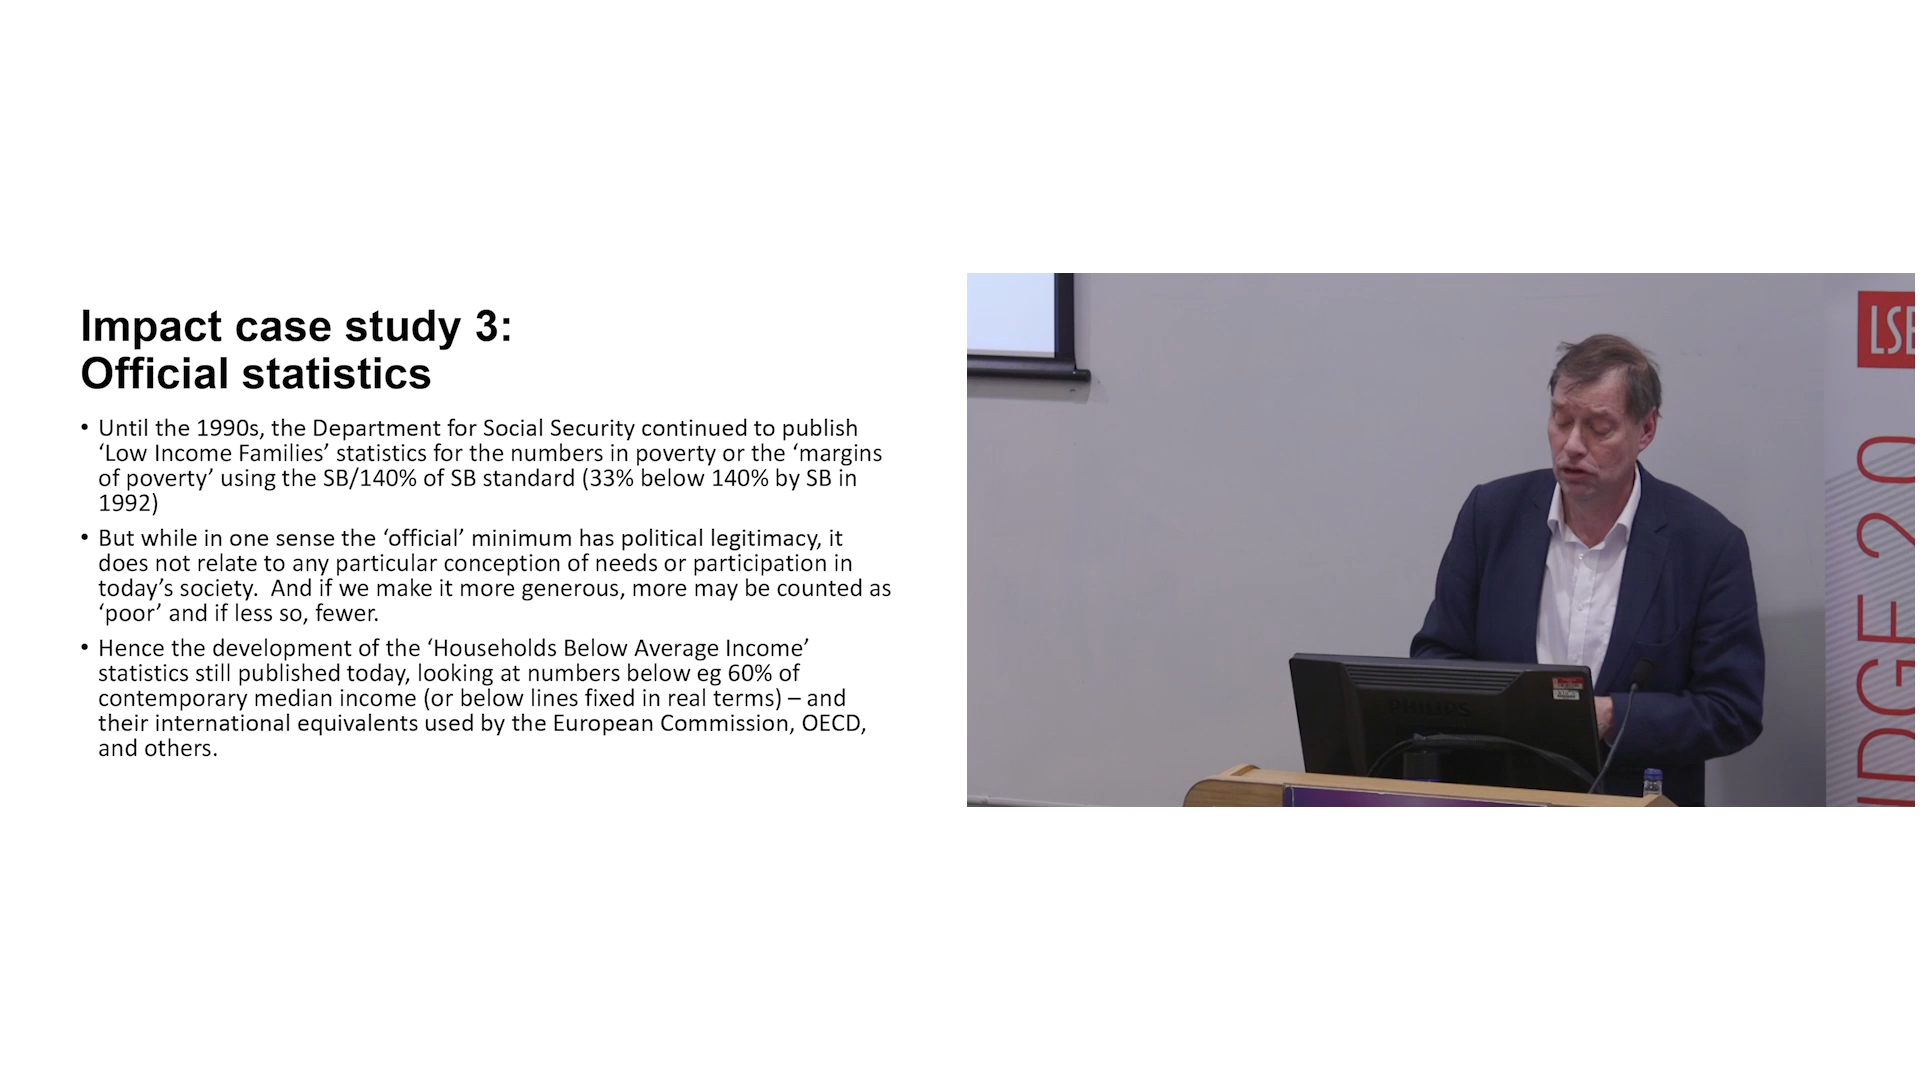 Impact case study 3:
Official statistics
• Until the 1990s, the Department for Social Security continued to publish
‘Low Income Families’ statistics for the numbers in poverty or the ‘margins
of poverty’ using the SB/140% of SB standard (33% below 140% by SB in
1992)
• But while in one sense the ‘official’ minimum has political legitimacy, it
does not relate to any particular conception of needs or participation in
today’s society.  And if we make it more generous, more may be counted as
‘poor’ and if less so, fewer.
• Hence the development of the ‘Households Below Average Income’
statistics still published today, looking at numbers below eg 60% of
contemporary median income (or below lines fixed in real terms) – and
their international equivalents used by the European Commission, OECD,
and others.
PHILIPS
LSE
IDGE 2.0